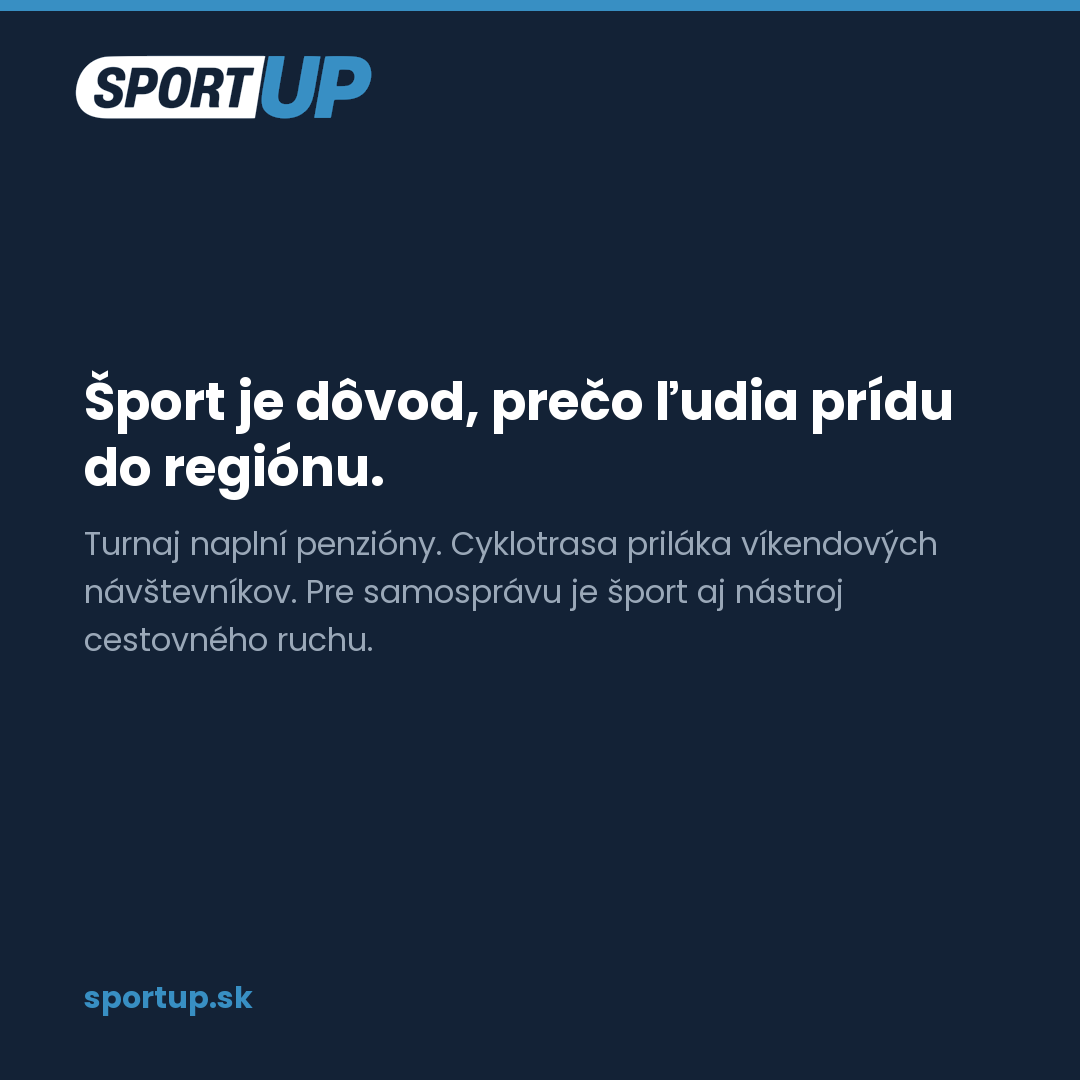 SPORTUP
Šport je dôvod, prečo ľudia prídu
do regiónu.
Turnaj naplní penzióny. Cyklotrasa priláka víkendových
návštevníkov. Pre samosprávu je šport aj nástroj
cestovného ruchu.
sportup.sk